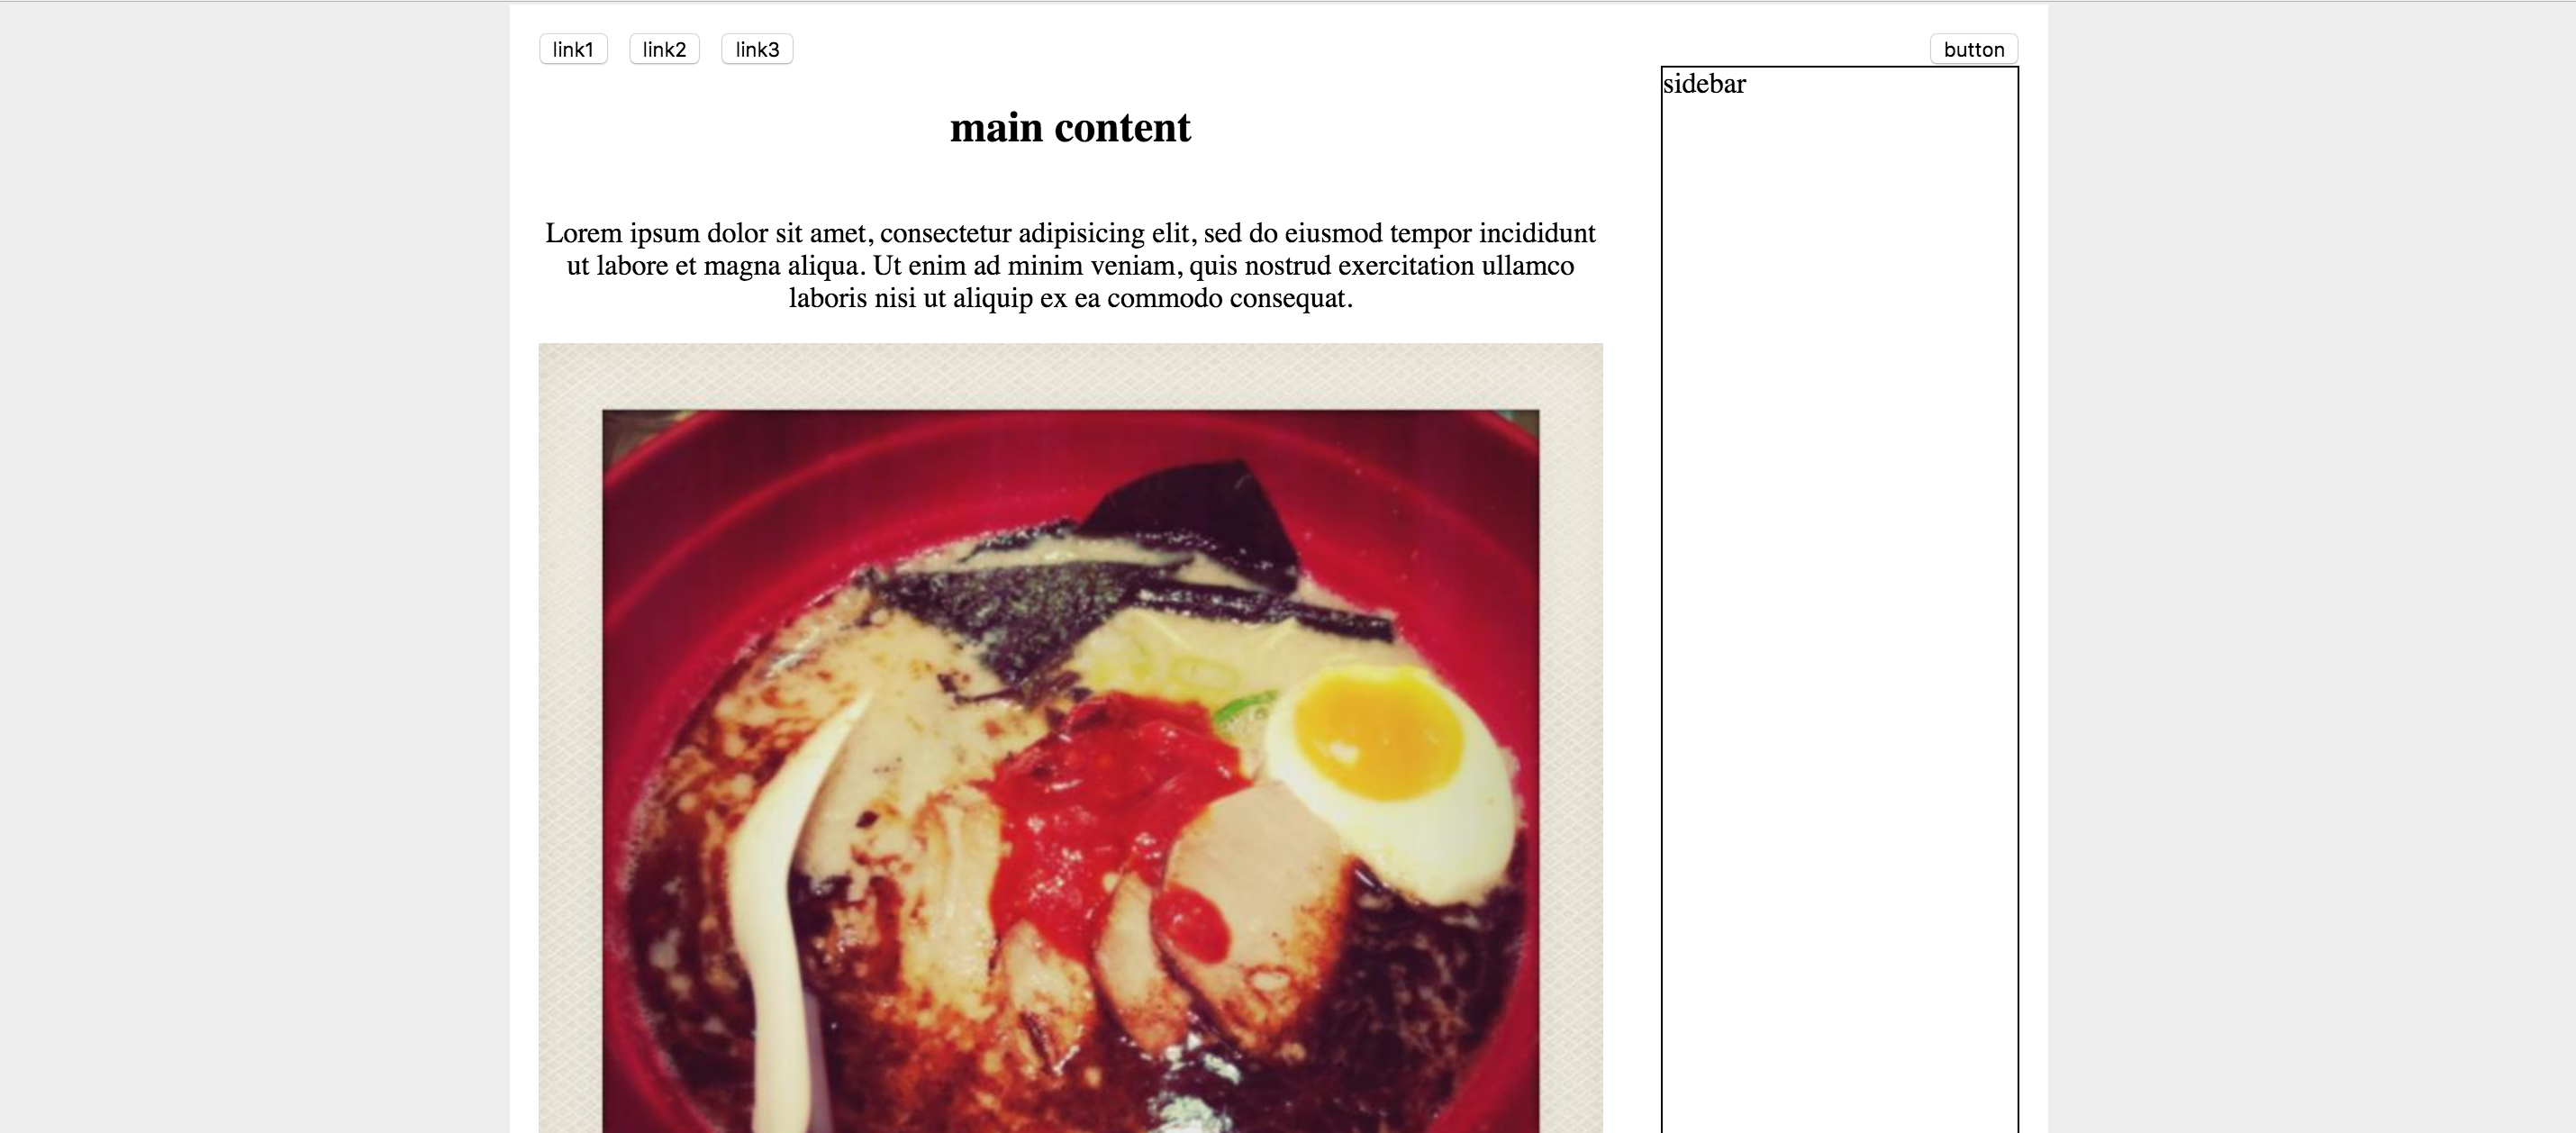 link1 link2 link3 button
sidebar
main content
Lorem ipsum dolor sit amet, consectetur adipisicing elit, sed do eiusmod tempor incididunt
ut labore et magna aliqua. Ut enim ad minim veniam, quis nostrud exercitation ullamco
laboris nisi ut aliquip ex ea commodo consequat.